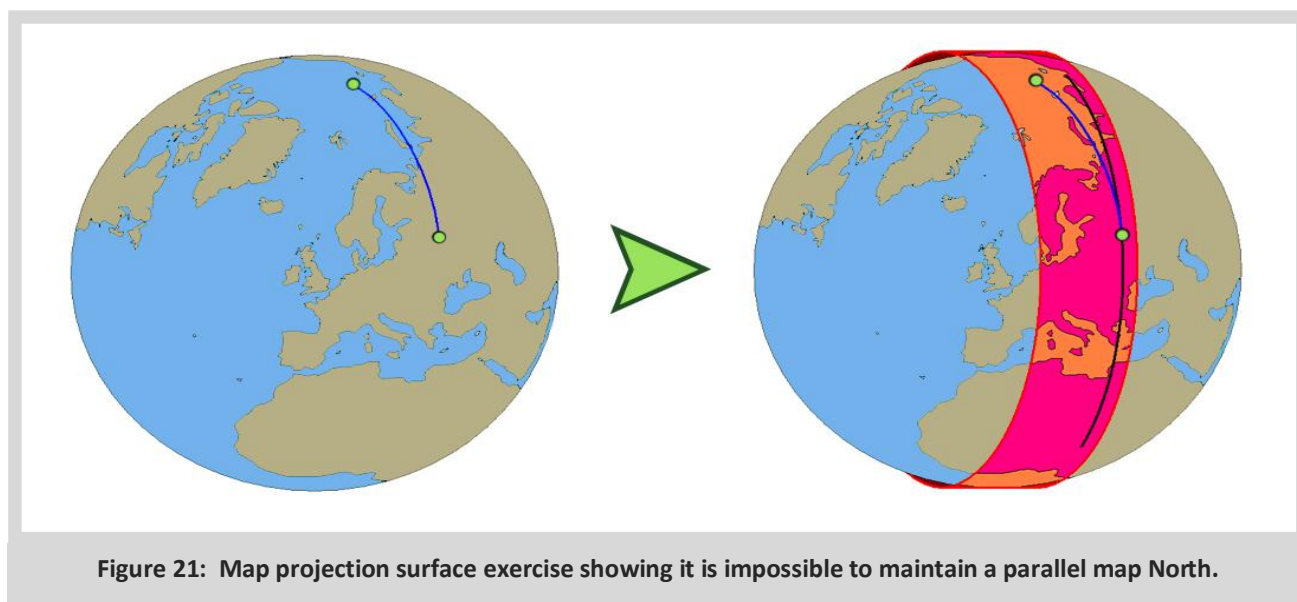 Figure 21: Map projection surface exercise showing it is impossible to maintain a parallel map North.